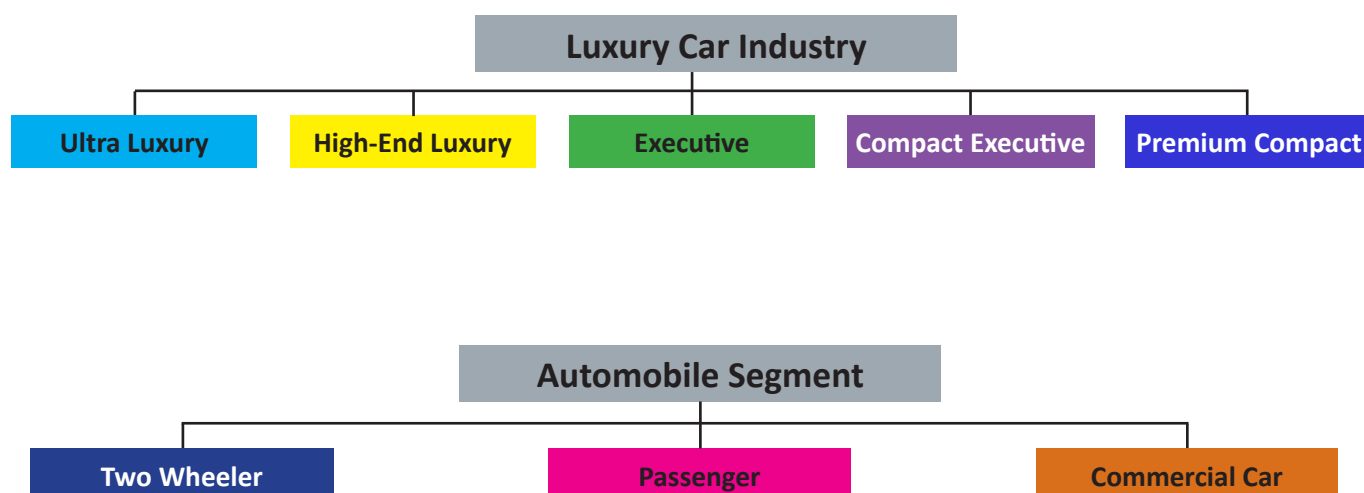 Luxury Car Industry
Ultra Luxury
High-End Luxury
Executive
Compact Executive
Premium Compact
Automobile Segment
Two Wheeler
Passenger
Commercial Car